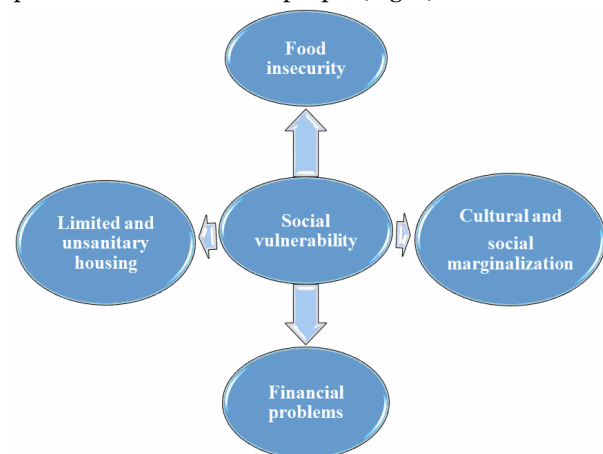 Food
insecurity
Limited and
unsanitary
housing
Social
vulnerability
Cultural and
social
marginalization
Financial
problems